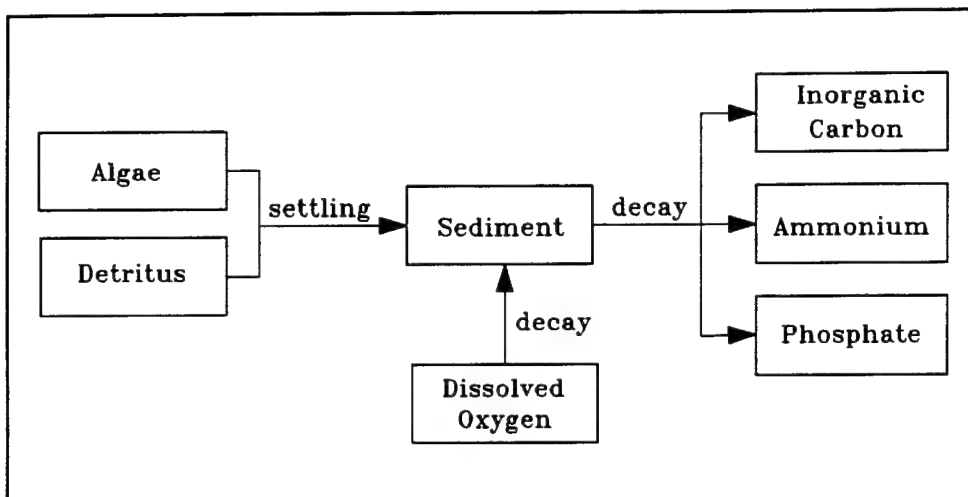 Algae
Detritus
settling
Sediment
decay
Dissolved
Oxygen
decay
Inorganic
Carbon
Ammonium
Phosphate